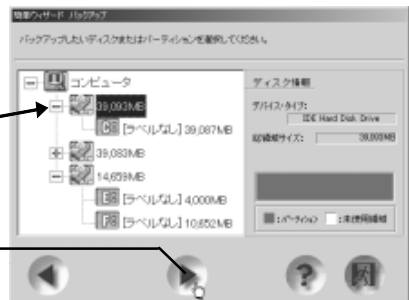 簡単ウィザード バックアップ
バックアップしたいディスクまたはパーティションを選択してください。
コンピュータ
39,093MB
[ラベルなし] 39,087MB
39,083MB
14,659MB
[ラベルなし] 4,000MB
[ラベルなし] 10,652MB
ディスク情報
デバイス・タイプ:
IDE Hard Disk Drive
総領域サイズ: 39,093MB
:パーティション :未使用領域